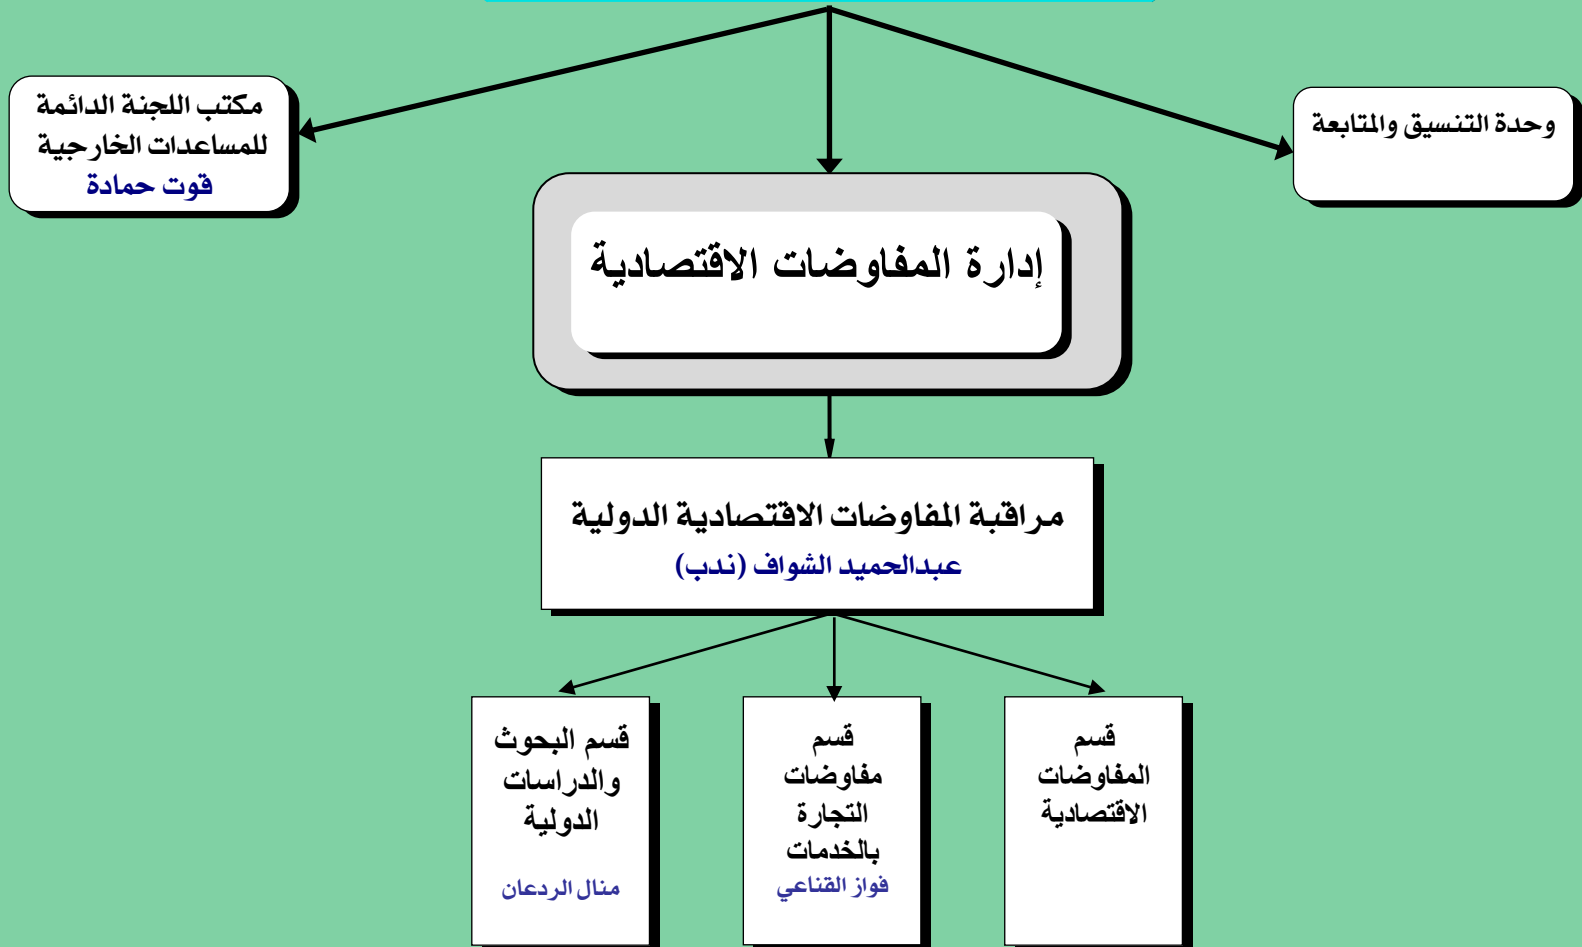 وحدة التنسيق والمتابعة
مكتب اللجنة الدائمة
للمساعدات الخارجية
قوت حمادة
إدارة المفاوضات الاقتصادية
مراقبة المفاوضات الاقتصادية الدولية
عبدالحميد الشواف (ندب)
قسم
المفاوضات
الاقتصادية
قسم
مفاوضات
التجارة
بالخدمات
فواز القناعي
قسم البحوث
والدراسات
الدولية
منال الردعان